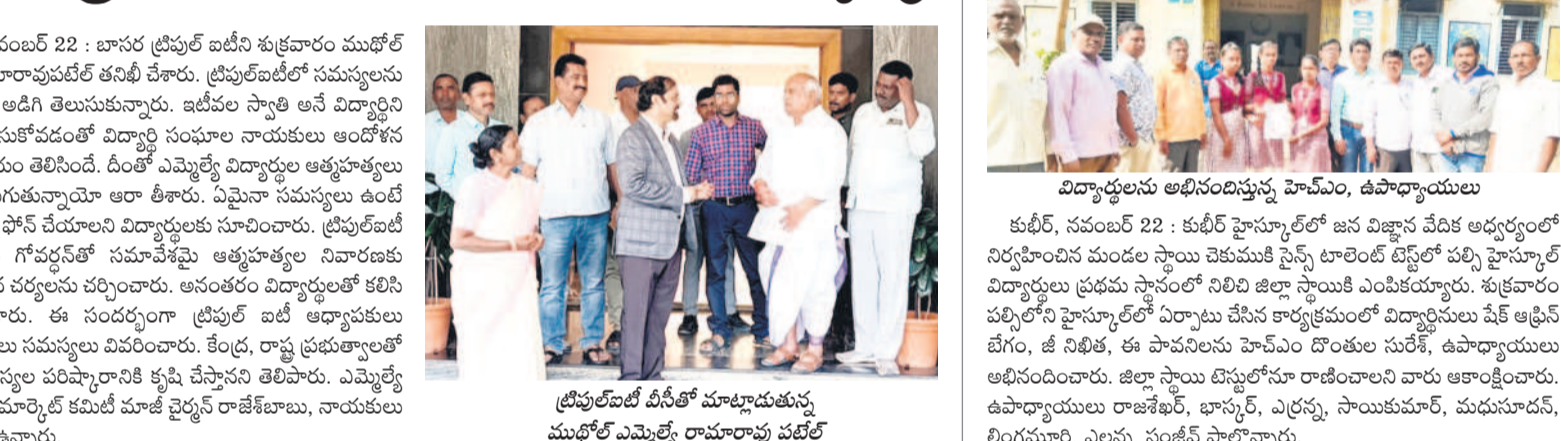 నవంబర్ 22 : బాసర ట్రిపుల్ ఐటీని శుక్రవారం ముథోల్
రామారావుపటేల్ తనిఖీ చేశారు. ట్రిపుల్ఐటీలో సమస్యలను
అడిగి తెలుసుకున్నారు. ఇటీవల స్వాతి అనే విద్యార్థిని
సుకోవడంతో విద్యార్థి సంఘాల నాయకులు ఆందోళన
యం తెలిసిందే. దీంతో ఎమ్మెల్యే విద్యార్థుల ఆత్మహత్యలు
గుతున్నాయో ఆరా తీశారు. ఏమైనా సమస్యలు ఉంటే
ఫోన్ చేయాలని విద్యార్థులకు సూచించారు. ట్రిపుల్ఐటీ
గోవర్ధన్‌తో సమావేశమై ఆత్మహత్యల నివారణకు
చర్యలను చర్చించారు. అనంతరం విద్యార్థులతో కలిసి
ారు. ఈ సందర్భంగా ట్రిపుల్ ఐటీ ఆధ్యాపకులు
లు సమస్యలు వివరించారు. కేంద్ర, రాష్ట్ర ప్రభుత్వాలతో
స్యల పరిష్కారానికి కృషి చేస్తానని తెలిపారు. ఎమ్మెల్యే
మార్కెట్ కమిటీ మాజీ చైర్మన్ రాజేశ్‌బాబు, నాయకులు
ఉన్నారు.
ట్రిపుల్ఐటీ వీసీతో మాట్లాడుతున్న
ముథోల్ ఎమ్మెల్యే రామారావు పటేల్
విద్యార్థులను అభినందిస్తున్న హెచ్ఎం, ఉపాధ్యాయులు
కుభీర్, నవంబర్ 22 : కుభీర్ హైస్కూల్‌లో జన విజ్ఞాన వేదిక అధ్వర్యంలో
నిర్వహించిన మండల స్థాయి చెకుముకి సైన్స్ టాలెంట్ టెస్ట్‌లో పల్సి హైస్కూల్
విద్యార్థులు ప్రథమ స్థానంలో నిలిచి జిల్లా స్థాయికి ఎంపికయ్యారు. శుక్రవారం
పల్సిలోని హైస్కూల్‌లో ఏర్పాటు చేసిన కార్యక్రమంలో విద్యార్థినులు షేక్ ఆఫ్రిన్
బేగం, జీ నిఖిత, ఈ పావనిలను హెచ్ఎం దొంతుల సురేశ్, ఉపాధ్యాయులు
అభినందించారు. జిల్లా స్థాయి టెస్టులోనూ రాణించాలని వారు ఆకాంక్షించారు.
ఉపాధ్యాయులు రాజశేఖర్, భాస్కర్, ఎర్రన్న, సాయికుమార్, మధుసూదన్,
లింగమూర్తి, ఎల్లన్న, సంజీవ్ పాల్గొన్నారు.